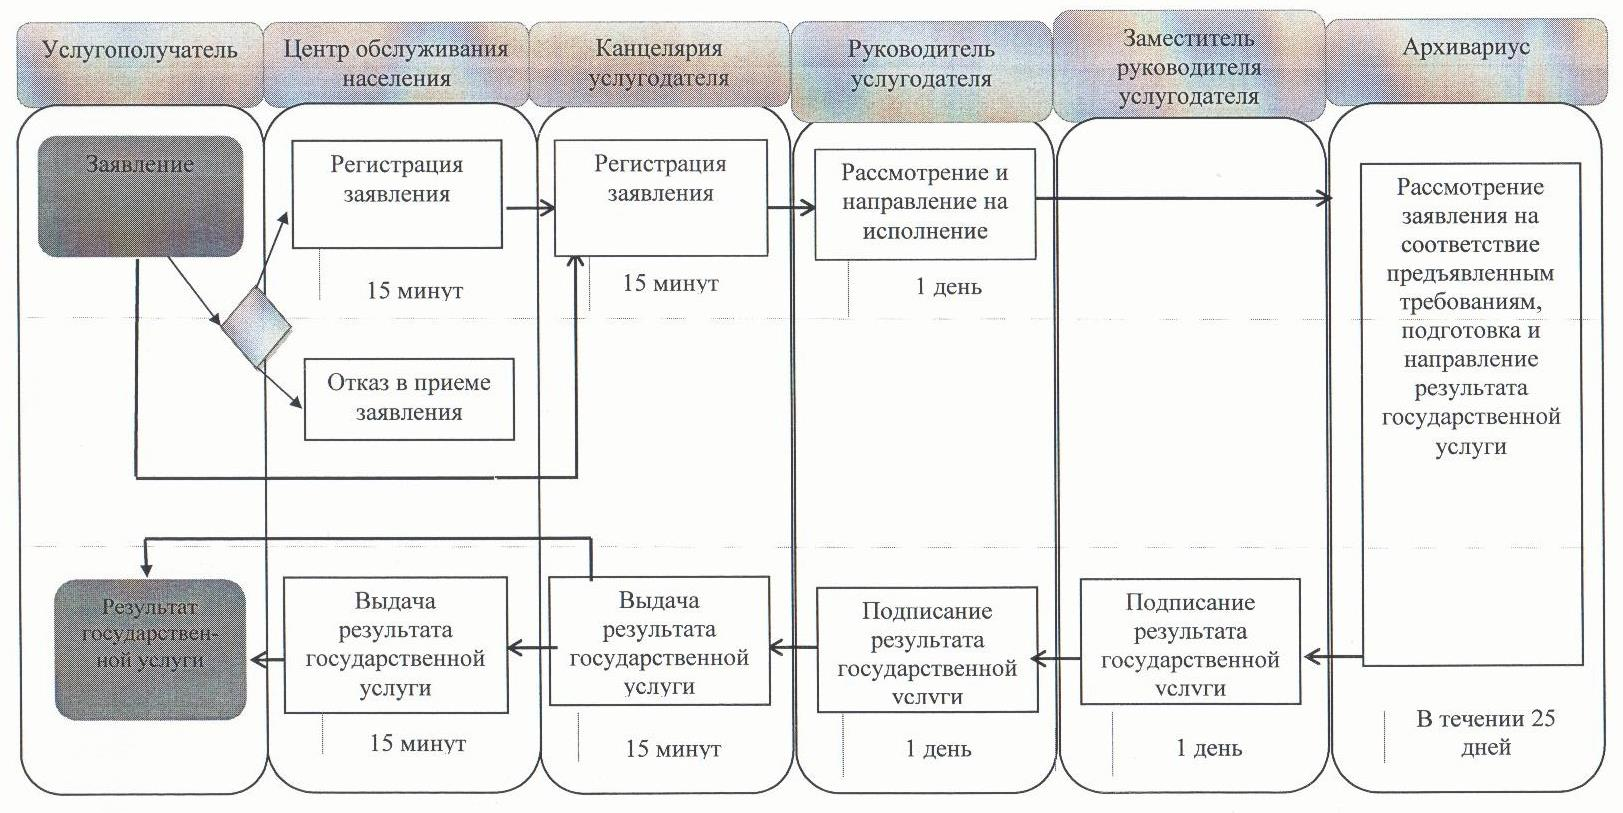 Услугополучатель
Центр обслуживания
населения
Канцелярия
услугодателя
Руководитель
услугодателя
Заместитель
руководителя
услугодателя
Архивариус
Заявление
Регистрация
заявления
15 минут
Отказ в приеме
заявления
Регистрация
заявления
15 минут
Рассмотрение и
направление на
исполнение
1 день
Рассмотрение
заявления на
соответствие
предъявленным
требованиям,
подготовка и
направление
результата
государственной
услуги
В течении 25
дней
Результат
государствен-
ной услуги
Выдача
результата
государственной
услуги
15 минут
Выдача
результата
государственной
услуги
15 минут
Подписание
результата
государственной
услуги
1 день
Подписание
результата
государственной
услуги
1 день